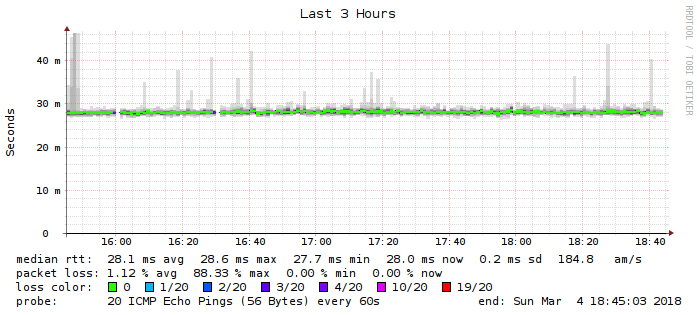 Last 3 Hours
RRDTOOL / TOBI OETIKER
Seconds
40 m
30 m
20 m
10 m
0
16:00 16:20 16:40 17:00 17:20 17:40 18:00 18:20 18:40
median rtt: 28.1 ms avg 28.6 ms max 27.7 ms min 28.0 ms now 0.2 ms sd 184.8 am/s
packet loss: 1.12 % avg 88.33 % max 0.00 % min 0.00 % now
loss color: 0 1/20 2/20 3/20 4/20 10/20 19/20
probe: 20 ICMP Echo Pings (56 Bytes) every 60s end: Sun Mar 4 18:45:03 2018